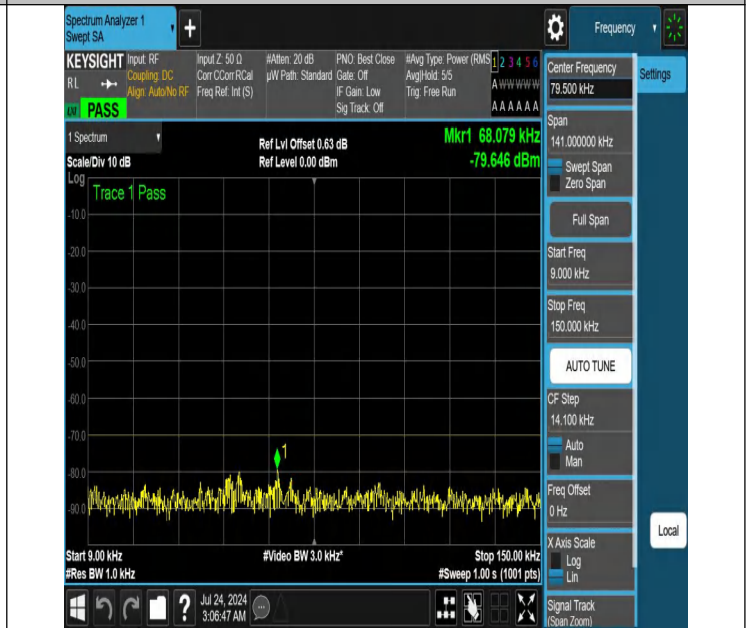 Spectrum Analyzer 1
Swept SA
+
Frequency
KEYSIGHT
RL
PASS
Input: RF
Coupling: DC
Align: Auto/No RF
Input Z: 50 Ω
Corr CCorr RCal
Freq Ref: Int (S)
#Atten: 20 dB
µW Path: Standard
PNO: Best Close
Gate: Off
IF Gain: Low
Sig Track: Off
#Avg Type: Power (RMS
Avg|Hold: 5/5
Trig: Free Run
1 2 3 4 5 6
A W W W W W
A A A A A A
1 Spectrum
Scale/Div 10 dB
Ref Lvl Offset 0.63 dB
Ref Level 0.00 dBm
Mkr1 68.079 kHz
-79.646 dBm
Log
Trace 1 Pass
-10.0
-20.0
-30.0
-40.0
-50.0
-60.0
-70.0
-80.0
-90.0
1
Start 9.00 kHz
#Res BW 1.0 kHz
#Video BW 3.0 kHz*
Stop 150.00 kHz
#Sweep 1.00 s (1001 pts)
?
Jul 24, 2024
3:06:47 AM
Center Frequency
79.500 kHz
Settings
Span
141.000000 kHz
Swept Span
Zero Span
Full Span
Start Freq
9.000 kHz
Stop Freq
150.000 kHz
AUTO TUNE
CF Step
14.100 kHz
Auto
Man
Freq Offset
0 Hz
X Axis Scale
Log
Lin
Local
Signal Track
(Span Zoom)